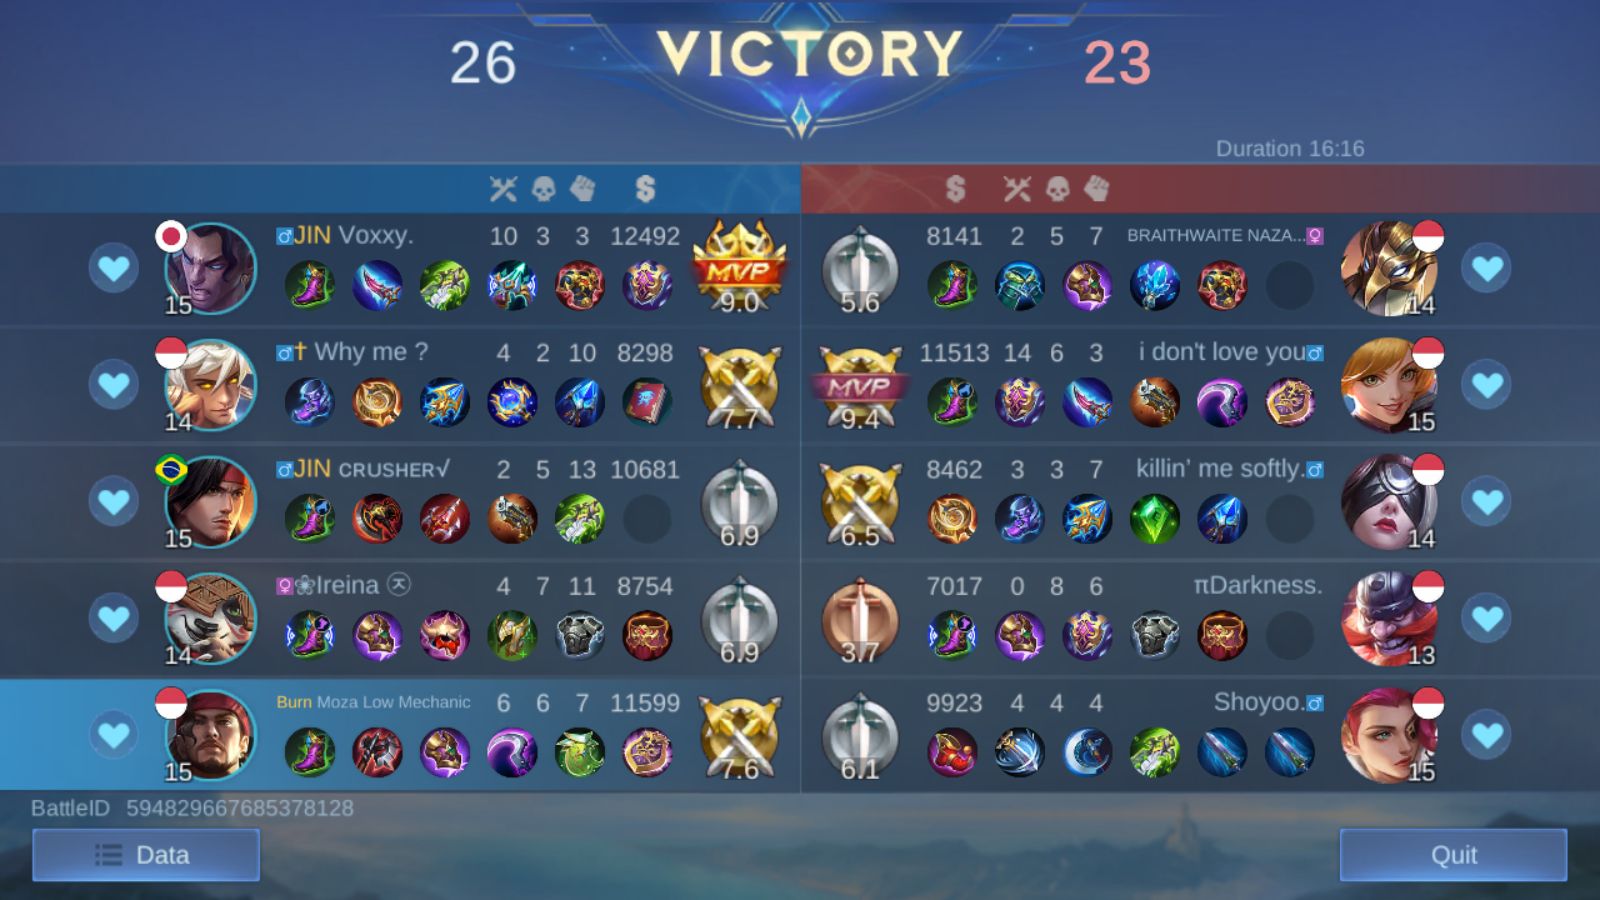 26 VICTORY 23
Duration 16:16
♂JIN Voxxy. 10 3 3 12492 MVP 9.0 15
5.6 8141 2 5 7 BRAITHWAITE NAZA...♀ 14
♂† Why me ? 4 2 10 8298 7.7 14
MVP 9.4 11513 14 6 3 i don't love you♂ 15
♂JIN CRUSHER√ 2 5 13 10681 6.9 15
6.5 8462 3 3 7 killin' me softly.♂ 14
♀❀Ireina ㋛ 4 7 11 8754 6.9 14
3.7 7017 0 8 6 πDarkness. 13
Burn Moza Low Mechanic 6 6 7 11599 7.6 15
6.1 9923 4 4 4 Shoyoo.♂ 15
BattleID 594829667685378128
Data
Quit